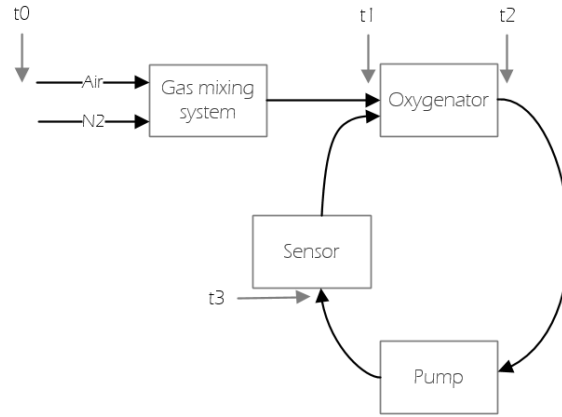 t0
t1
t2
Air
Gas mixing
system
Oxygenator
N2
Sensor
t3
Pump